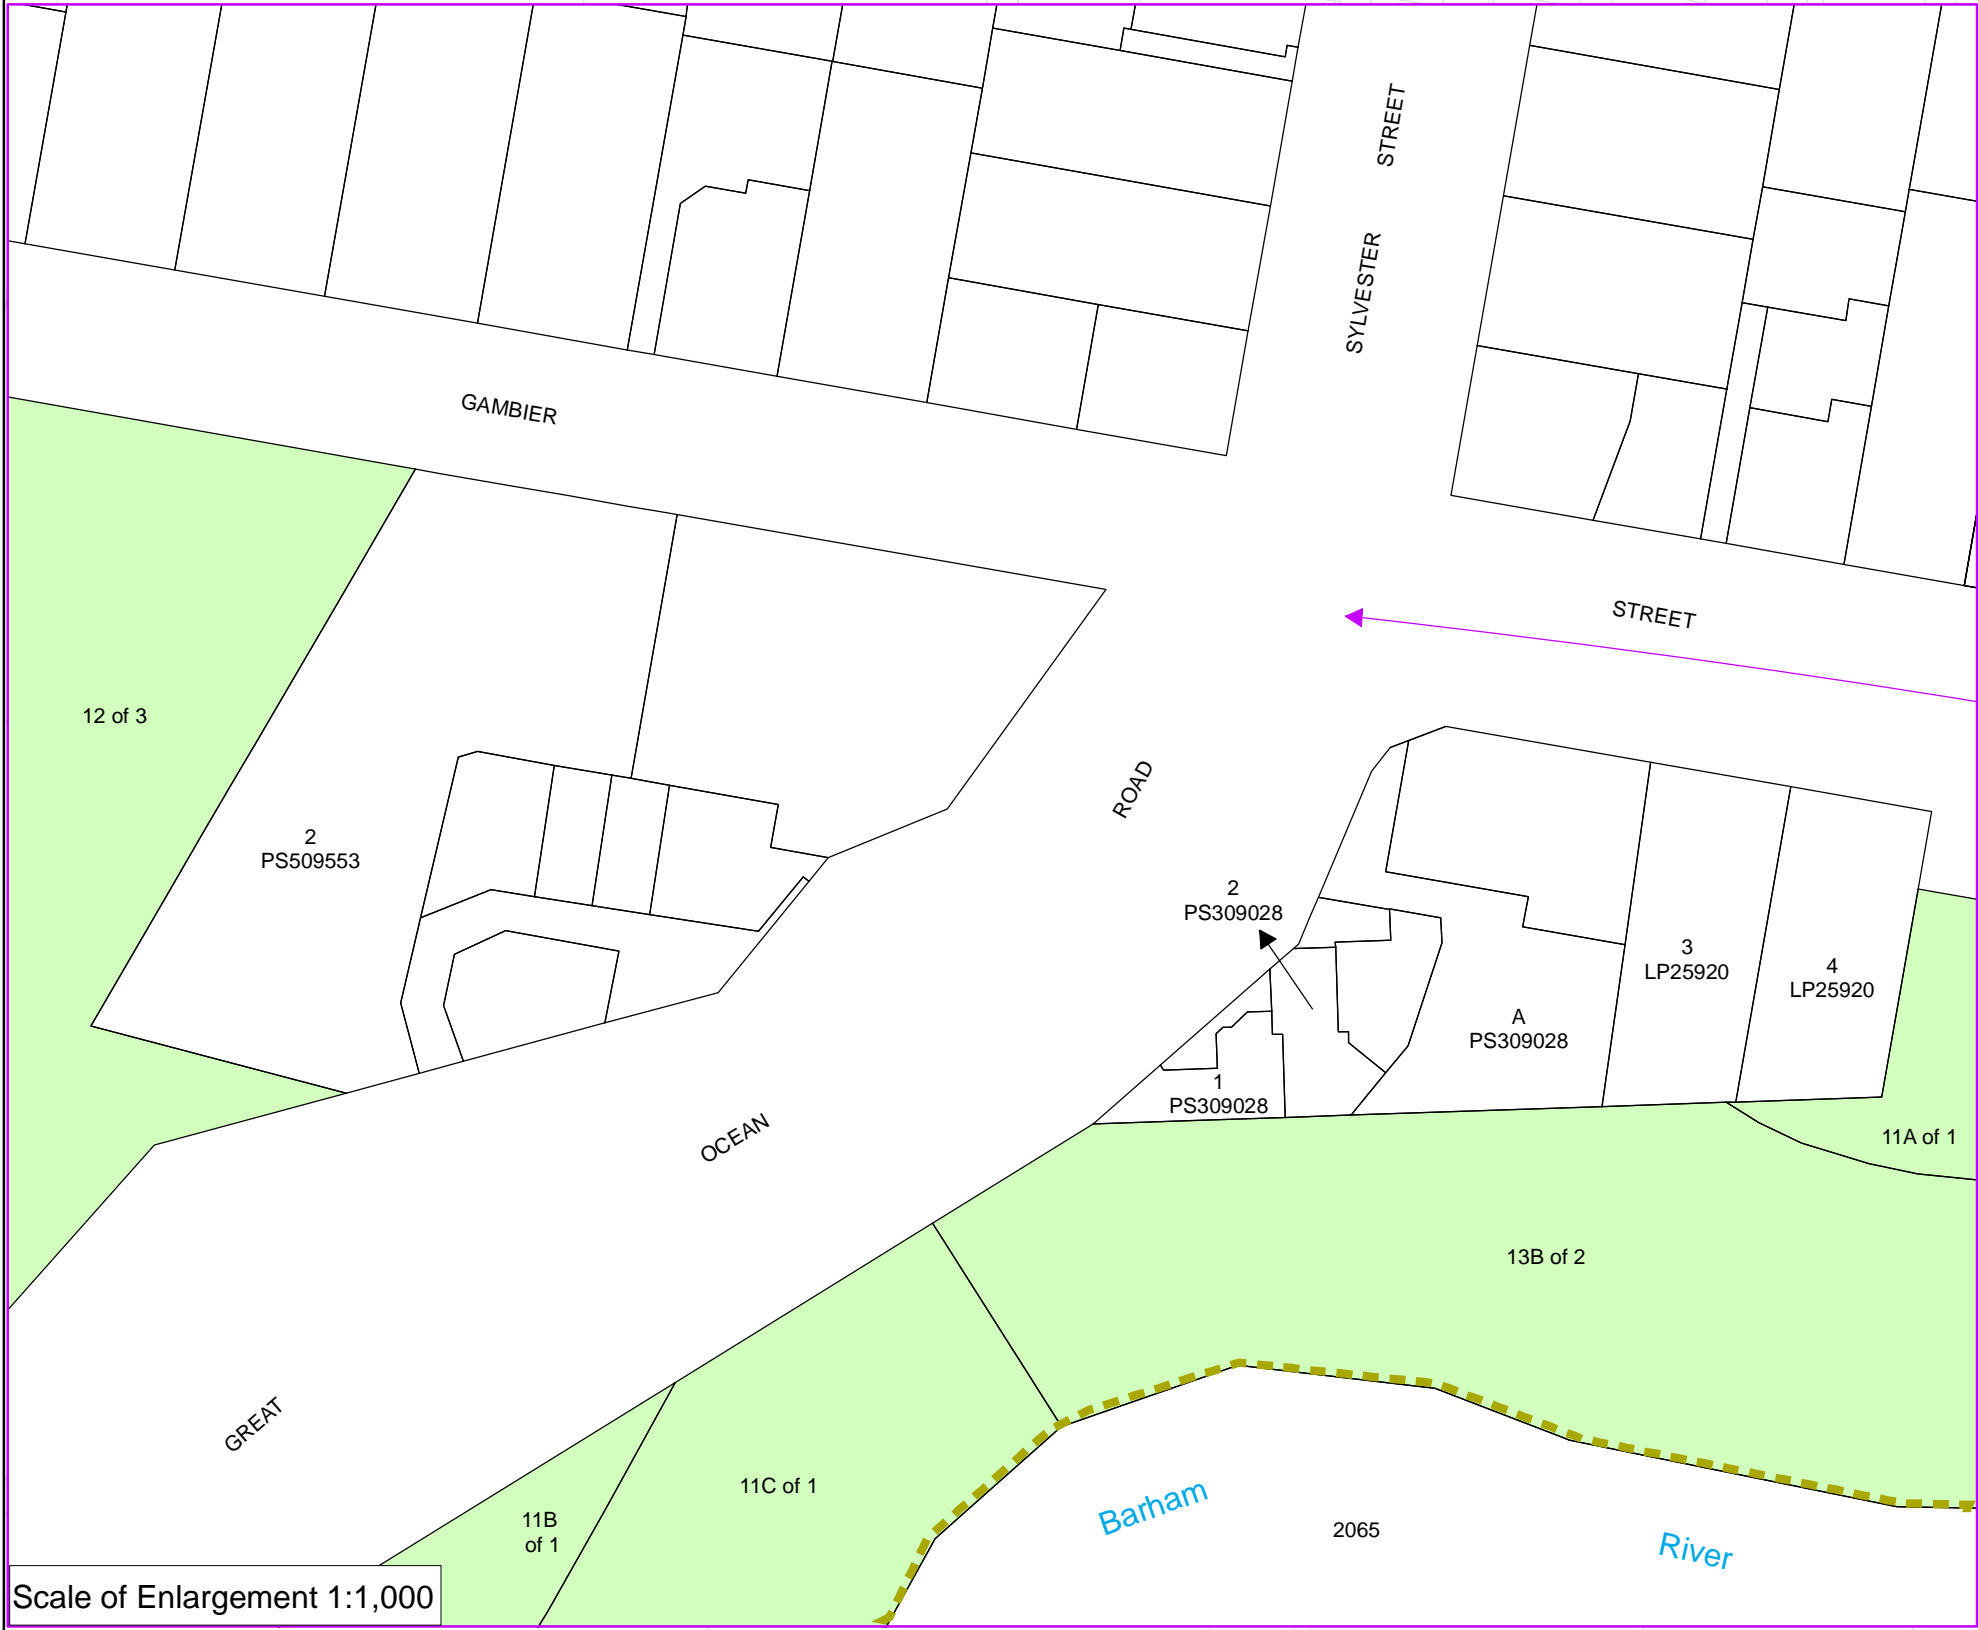 STREET
SYLVESTER
GAMBIER
STREET
12 of 3
ROAD
2
PS509553
2
PS309028
3
LP25920
4
LP25920
A
PS309028
1
PS309028
OCEAN
11A of 1
13B of 2
GREAT
11C of 1
11B
of 1
Barham
2065
River
Scale of Enlargement 1:1,000